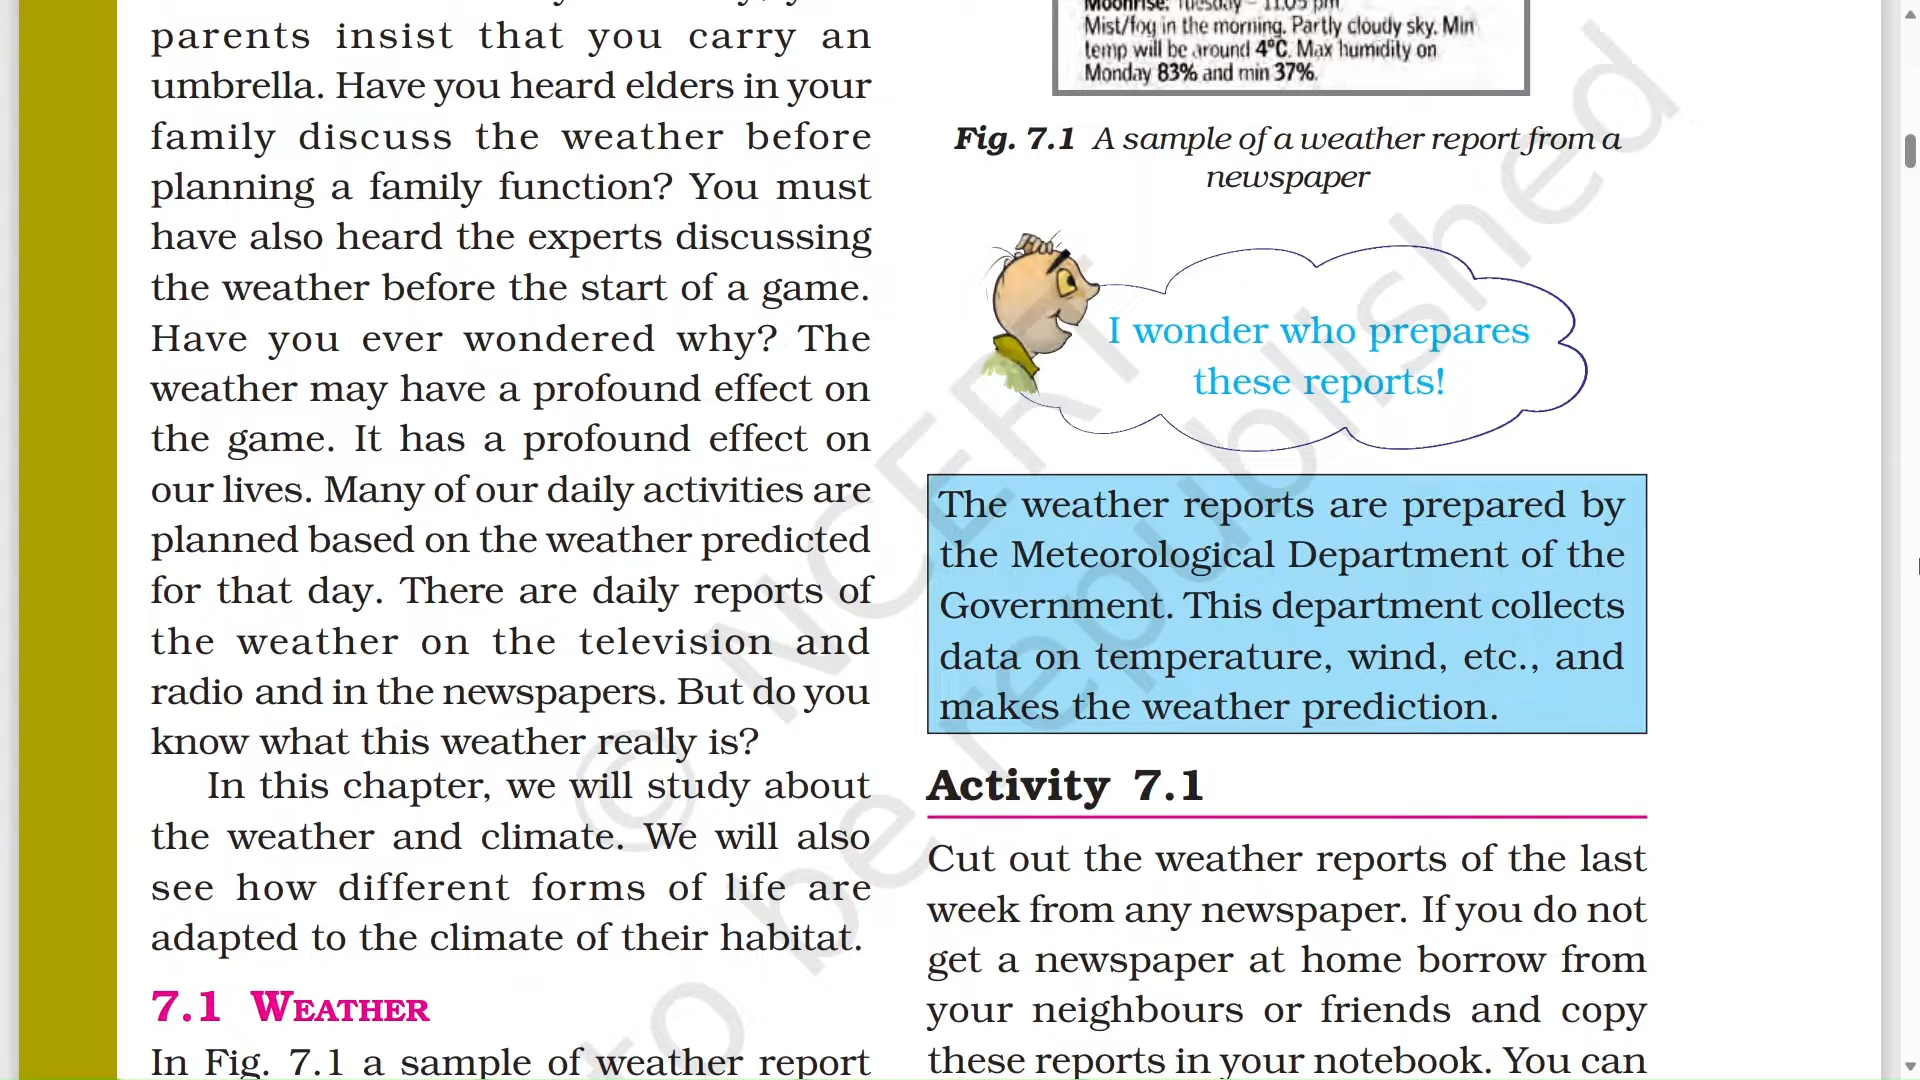 parents insist that you carry an
umbrella. Have you heard elders in your
family discuss the weather before
planning a family function? You must
have also heard the experts discussing
the weather before the start of a game.
Have you ever wondered why? The
weather may have a profound effect on
the game. It has a profound effect on
our lives. Many of our daily activities are
planned based on the weather predicted
for that day. There are daily reports of
the weather on the television and
radio and in the newspapers. But do you
know what this weather really is?
In this chapter, we will study about
the weather and climate. We will also
see how different forms of life are
adapted to the climate of their habitat.
7.1 WEATHER
In Fig. 7.1 a sample of weather report
Moonrise: Tuesday – 11.05 pm
Mist/fog in the morning. Partly cloudy sky. Min
temp will be around 4°C. Max humidity on
Monday 83% and min 37%.
Fig. 7.1 A sample of a weather report from a
newspaper
I wonder who prepares
these reports!
The weather reports are prepared by
the Meteorological Department of the
Government. This department collects
data on temperature, wind, etc., and
makes the weather prediction.
Activity 7.1
Cut out the weather reports of the last
week from any newspaper. If you do not
get a newspaper at home borrow from
your neighbours or friends and copy
these reports in your notebook. You can
© NCERT
to be republished